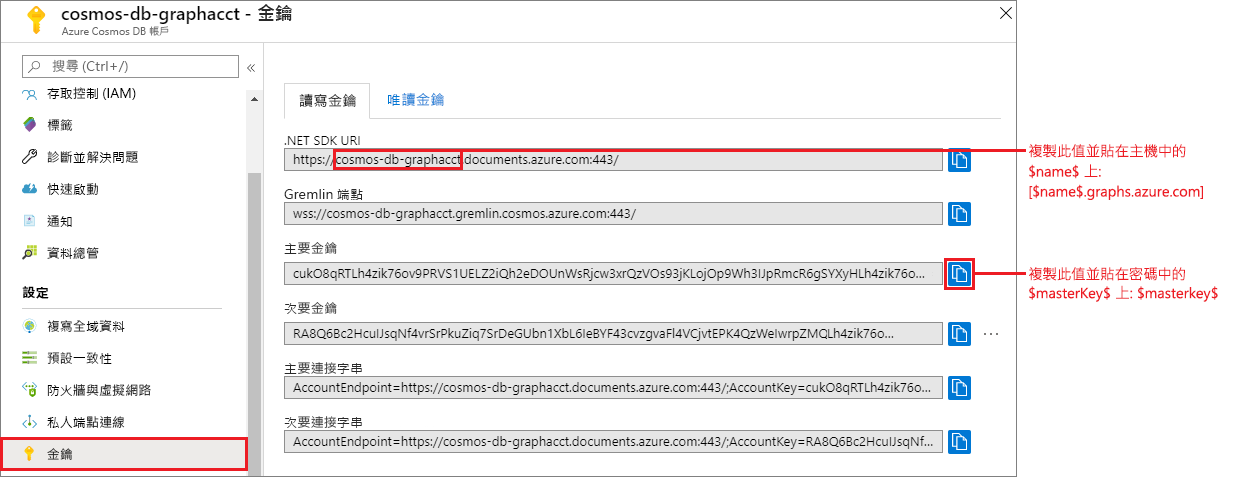 cosmos-db-graphacct - 金鑰
Azure Cosmos DB 帳戶
搜尋 (Ctrl+/)
存取控制 (IAM)
標籤
診斷並解決問題
快速啟動
通知
資料總管
設定
複寫全域資料
預設一致性
防火牆與虛擬網路
私人端點連線
金鑰
讀寫金鑰
唯讀金鑰
.NET SDK URI
https://cosmos-db-graphacct.documents.azure.com:443/
Gremlin 端點
wss://cosmos-db-graphacct.gremlin.cosmos.azure.com:443/
主要金鑰
cukO8qRTLh4zik76ov9PRVS1UELZ2iQh2eDOUnWsRjcw3xrQzVOs93jKLojOp9Wh3IJpRmcR6gSYXyHLh4zik76o...
次要金鑰
RA8Q6Bc2HcuIJsqNf4vrSrPkuZiq7SrDeGUbn1XbL6IeBYF43cvzgvaFl4VCjvtEPK4QzWeIwrpZMQLh4zik76o...
主要連接字串
AccountEndpoint=https://cosmos-db-graphacct.documents.azure.com:443/;AccountKey=cukO8qRTLh4zik76o...
次要連接字串
AccountEndpoint=https://cosmos-db-graphacct.documents.azure.com:443/;AccountKey=RA8Q6Bc2HcuIJsqNf...
複製此值並貼在主機中的
$name$ 上:
[$name$.graphs.azure.com]
複製此值並貼在密碼中的
$masterKey$ 上: $masterkey$